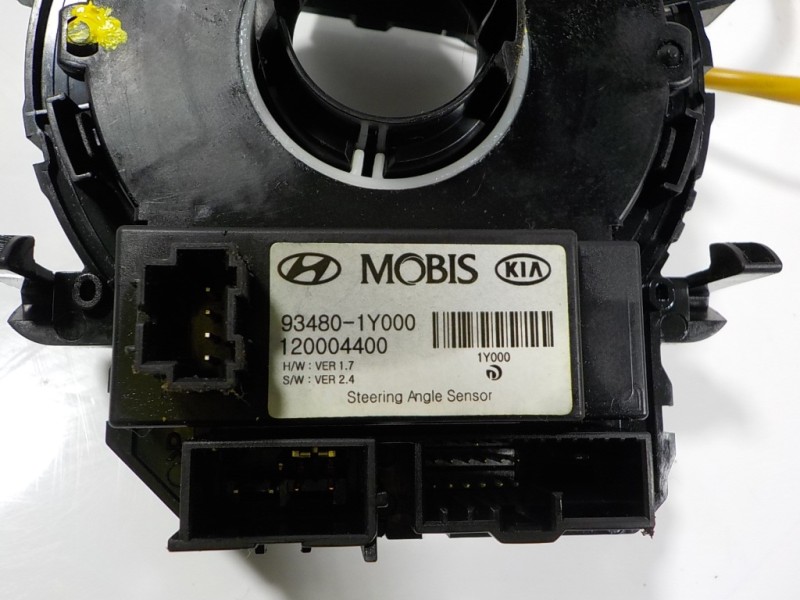 MOBIS KIA
93480-1Y000
120004400
1Y000
H/W : VER 1.7
S/W : VER 2.4
Steering Angle Sensor